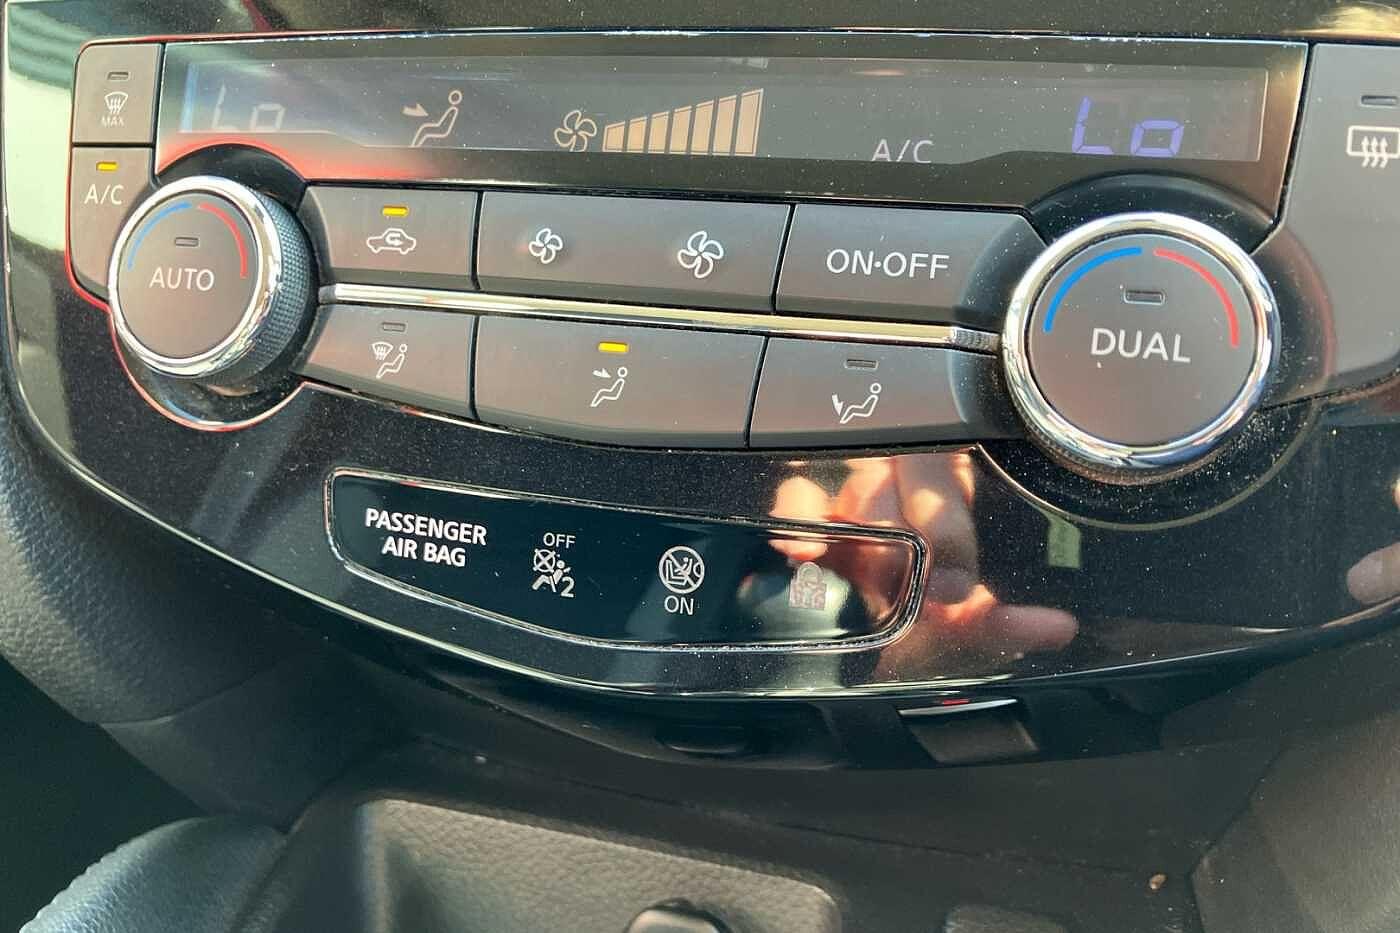 Lo
A/C
Lo
MAX
A/C
AUTO
ON·OFF
DUAL
PASSENGER
AIR BAG
OFF
2
ON